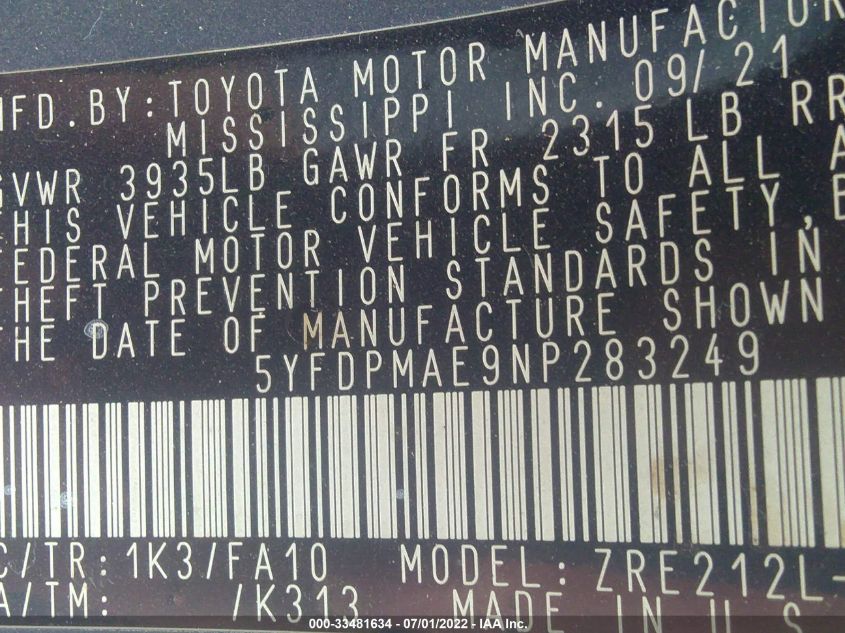 MFD.BY:TOYOTA MOTOR MANUFACTUR
MISSISSIPPI INC. 09/21
GVWR 3935LB GAWR FR 2315LB RR
THIS VEHICLE CONFORMS TO ALL A
FEDERAL MOTOR VEHICLE SAFETY,B
THEFT PREVENTION STANDARDS IN
THE DATE OF MANUFACTURE SHOWN
5YFDPMAE9NP283249
C/TR:1K3/FA10 MODEL:ZRE212L-
A/TM: /K313 MADE IN U.S
000-33481634 - 07/01/2022 - IAA Inc.